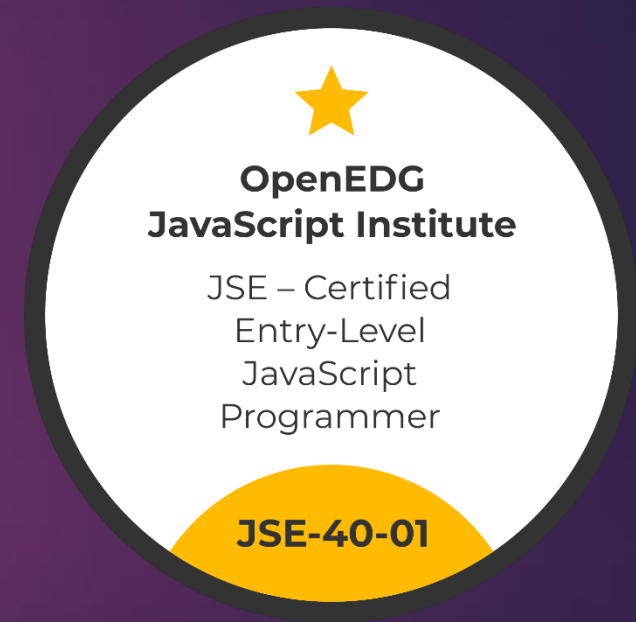 OpenEDG
JavaScript Institute
JSE – Certified
Entry-Level
JavaScript
Programmer
JSE-40-01